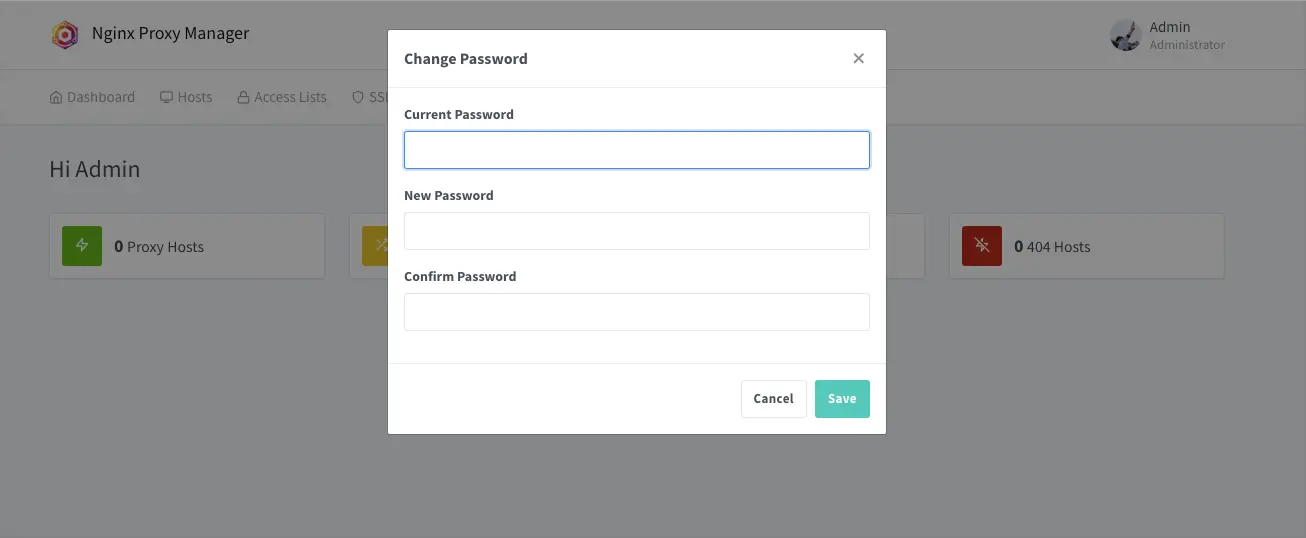 Nginx Proxy Manager
Admin
Administrator
Dashboard
Hosts
Access Lists
Hi Admin
0 Proxy Hosts
0 404 Hosts
Change Password
Current Password
New Password
Confirm Password
Cancel
Save